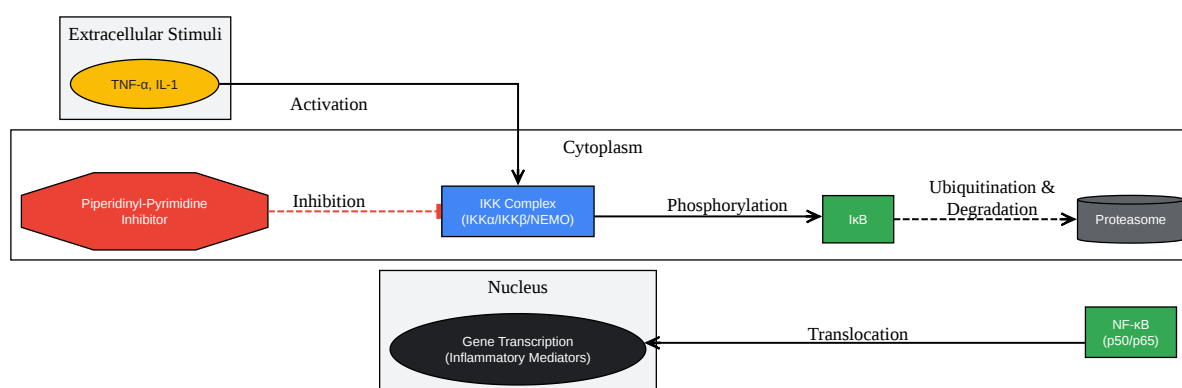 Extracellular Stimuli
TNF-α, IL-1
Activation
Cytoplasm
Piperidinyl-Pyrimidine
Inhibitor
Inhibition
IKK Complex
(IKKα/IKKβ/NEMO)
Phosphorylation
IκB
Ubiquitination &
Degradation
Proteasome
Nucleus
Gene Transcription
(Inflammatory Mediators)
Translocation
NF-κB
(p50/p65)